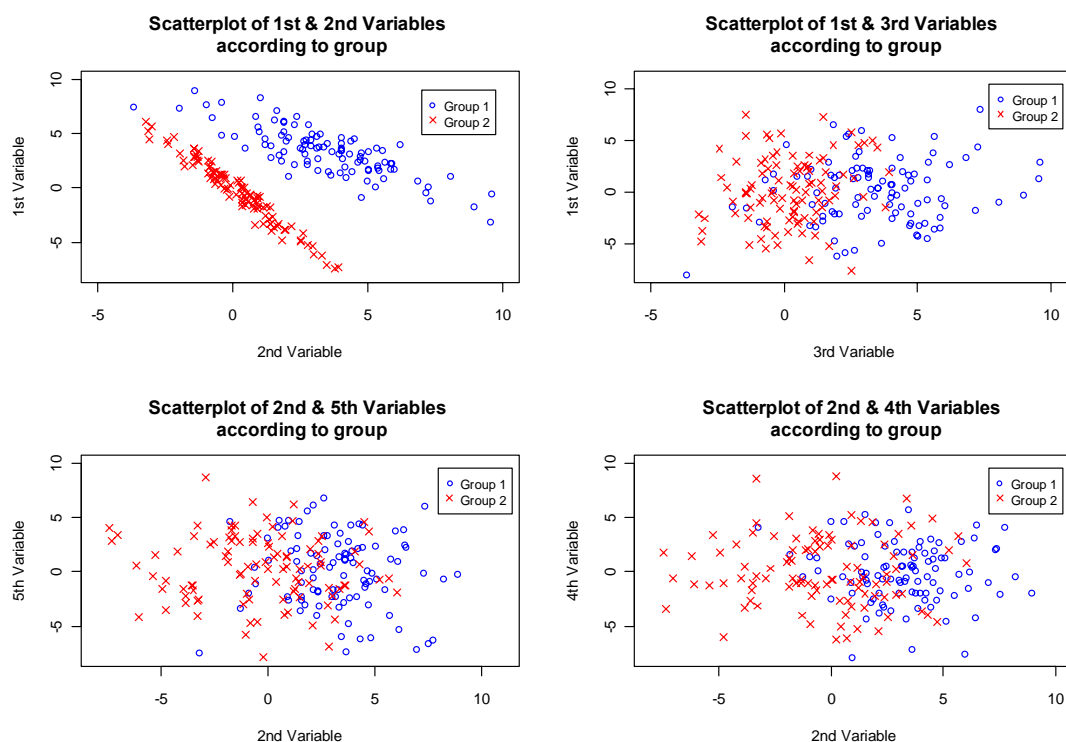 Scatterplot of 1st & 2nd Variables
according to group
10
5
0
-5
1st Variable
Group 1
Group 2
-5 0 5 10
2nd Variable
Scatterplot of 1st & 3rd Variables
according to group
10
5
0
-5
1st Variable
Group 1
Group 2
-5 0 5 10
3rd Variable
Scatterplot of 2nd & 5th Variables
according to group
10
5
0
-5
5th Variable
Group 1
Group 2
-5 0 5 10
2nd Variable
Scatterplot of 2nd & 4th Variables
according to group
10
5
0
-5
4th Variable
Group 1
Group 2
-5 0 5 10
2nd Variable